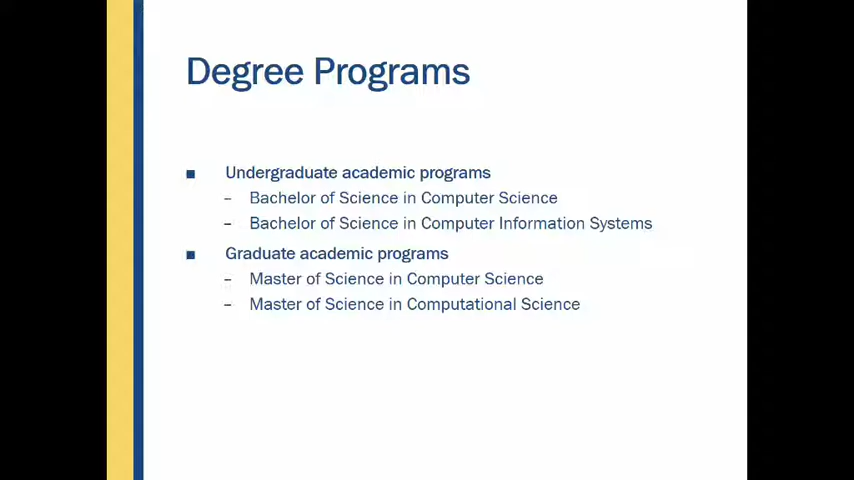 Degree Programs
■ Undergraduate academic programs
– Bachelor of Science in Computer Science
– Bachelor of Science in Computer Information Systems
■ Graduate academic programs
– Master of Science in Computer Science
– Master of Science in Computational Science